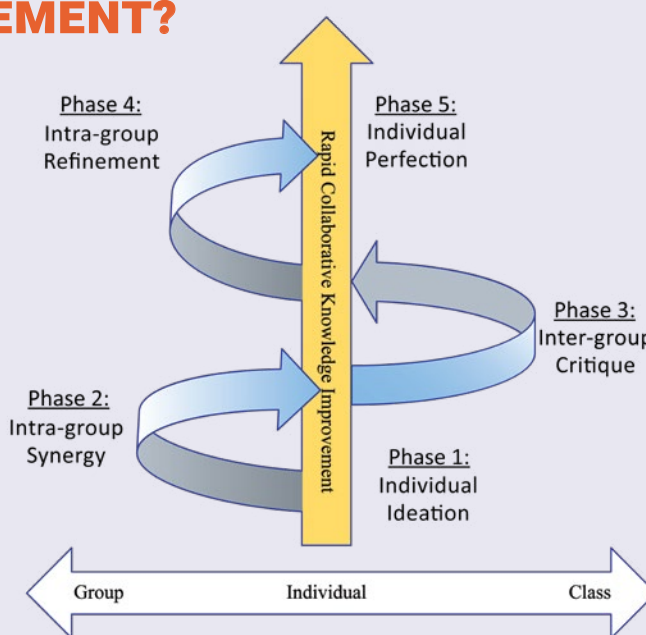 EMENT?
Phase 4:
Intra-group
Refinement
Phase 5:
Individual
Perfection
Rapid Collaborative Knowledge Improvement
Phase 3:
Inter-group
Critique
Phase 2:
Intra-group
Synergy
Phase 1:
Individual
Ideation
Group Individual Class